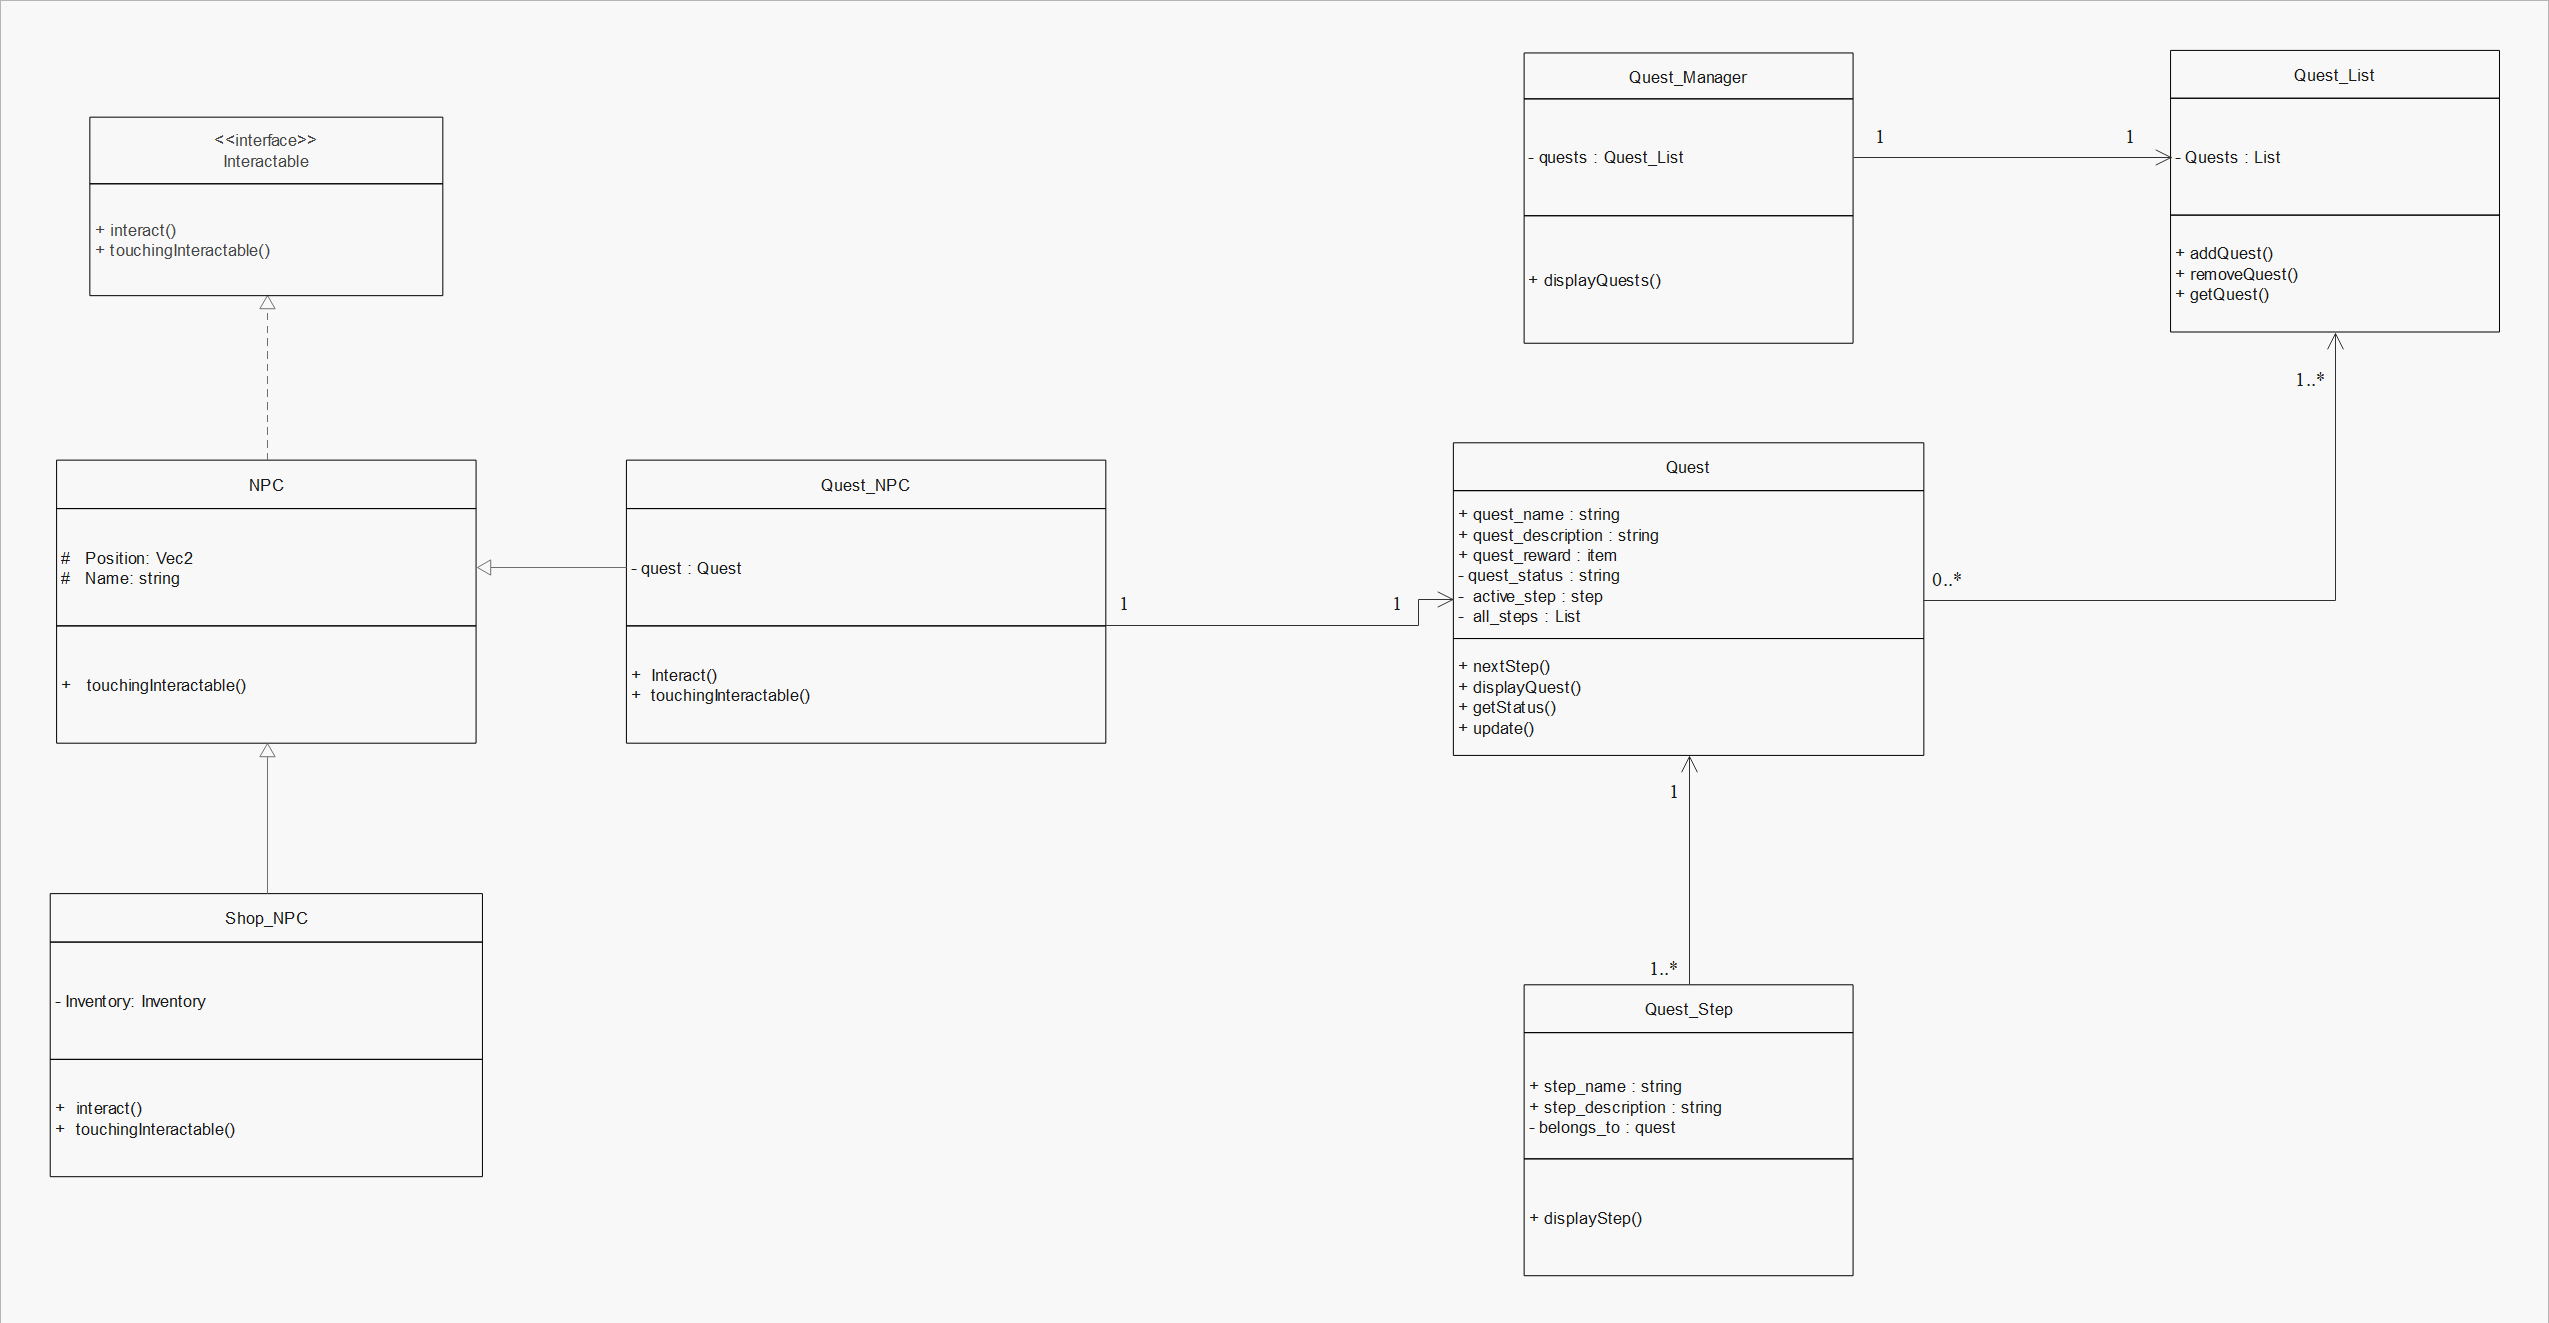 <<interface>>
Interactable
+ interact()
+ touchingInteractable()
NPC
# Position: Vec2
# Name: string
+ touchingInteractable()
Shop_NPC
- Inventory: Inventory
+ interact()
+ touchingInteractable()
Quest_NPC
- quest : Quest
+ Interact()
+ touchingInteractable()
1
1
Quest_Manager
- quests : Quest_List
+ displayQuests()
1
1
Quest_List
- Quests : List
+ addQuest()
+ removeQuest()
+ getQuest()
1..*
0..*
Quest
+ quest_name : string
+ quest_description : string
+ quest_reward : item
- quest_status : string
- active_step : step
- all_steps : List
+ nextStep()
+ displayQuest()
+ getStatus()
+ update()
1
1..*
Quest_Step
+ step_name : string
+ step_description : string
- belongs_to : quest
+ displayStep()